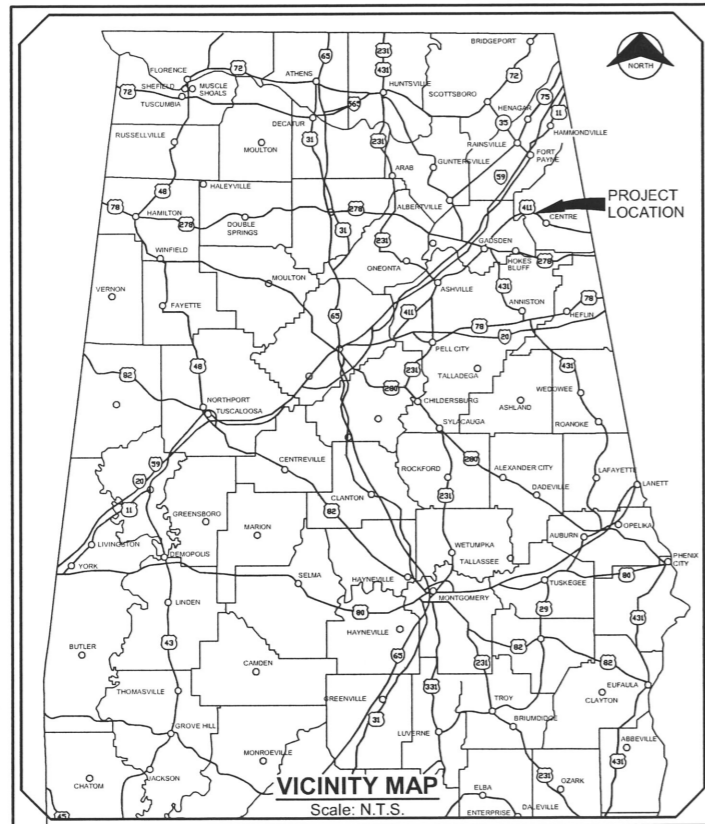 BRIDGEPORT
65
231
431
72
FLORENCE
72
ATHENS
NORTH
72
SHEFIELD
MUSCLE
SHOALS
TUSCUMBIA
HUNTSVILLE
SCOTTSBORO
75
HENAGAR
565
35
11
DECATUR
HAMMONDVILLE
RUSSELLVILLE
31
231
RAINSVILLE
MOULTON
FORT
PAYNE
ARAB
GUNTERSVILLE
59
48
HALEYVILLE
ALBERTVILLE
PROJECT
LOCATION
78
278
411
HAMILTON
DOUBLE
SPRINGS
CENTRE
278
31
231
GADSDEN
WINFIELD
ONEONTA
HOKES
BLUFF
278
MOULTON
VERNON
ASHVILLE
431
ANNISTON
78
FAYETTE
65
411
HEFLIN
78
20
PELL CITY
82
231
TALLADEGA
431
48
280
WEDOWEE
NORTHPORT
CHILDERSBURG
ASHLAND
TUSCALOOSA
ROANOKE
SYLACAUGA
59
CENTREVILLE
280
20
ROCKFORD
ALEXANDER CITY
LAFAYETTE
LANETT
CLANTON
231
DADEVILLE
11
GREENSBORO
82
MARION
OPELIKA
LIVINGSTON
WETUMPKA
AUBURN
DEMOPOLIS
TALLASSEE
PHENIX
CITY
YORK
SELMA
HAYNEVILLE
TUSKEGEE
80
LINDEN
80
MONTGOMERY
29
431
HAYNEVILLE
43
82
BUTLER
65
231
82
CAMDEN
EUFAULA
THOMASVILLE
GREENVILLE
331
TROY
CLAYTON
31
GROVE HILL
BRIUMDIDGE
LUVERNE
ABBEVILLE
MONROEVILLE
431
JACKSON
231
CHATOM
VICINITY MAP
ELBA
OZARK
Scale: N.T.S.
DALEVILLE
45
ENTERPRISE